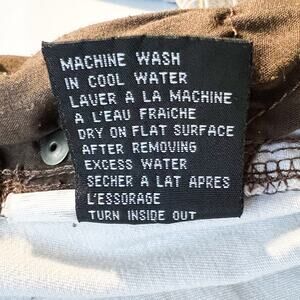 MACHINE WASH
IN COOL WATER
LAVER A LA MACHINE
A L'EAU FRAICHE
DRY ON FLAT SURFACE
AFTER REMOVING
EXCESS WATER
SECHER A LAT APRES
L'ESSORAGE
TURN INSIDE OUT